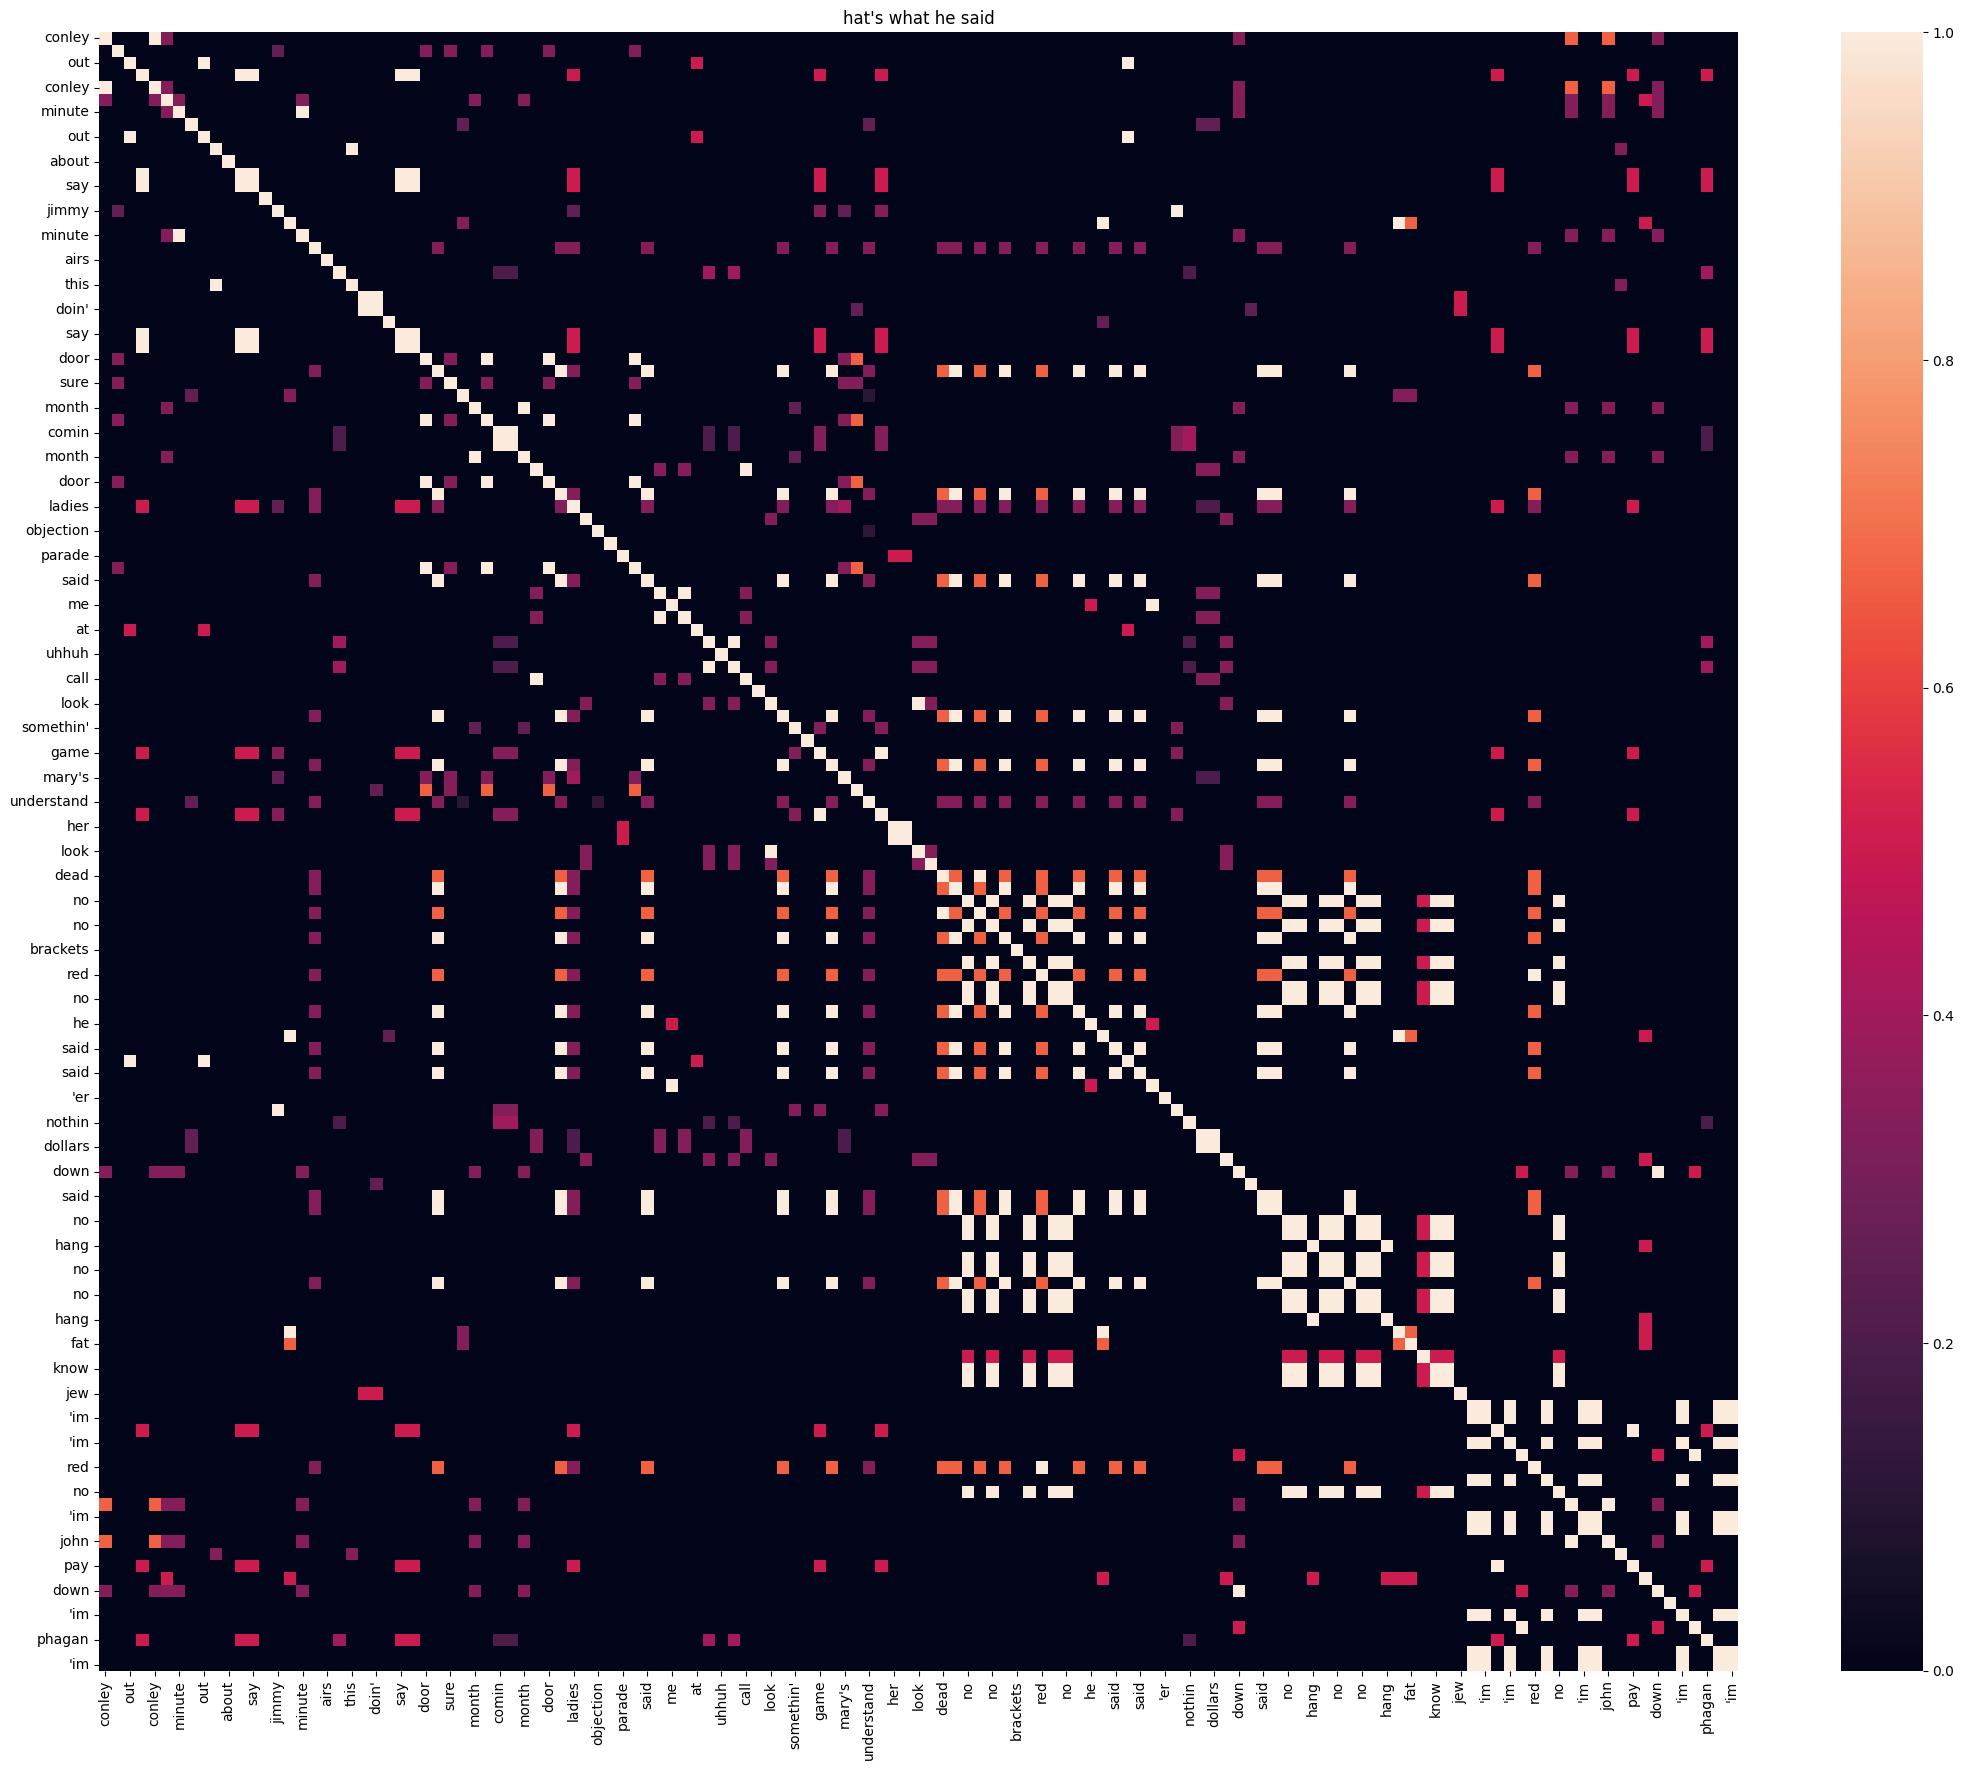 hat's what he said
conley
out
conley
minute
out
about
say
jimmy
minute
airs
this
doin'
say
door
sure
month
comin
month
door
ladies
objection
parade
said
me
at
uhhuh
call
look
somethin'
game
mary's
understand
her
look
dead
no
no
brackets
red
no
he
said
said
'er
nothin
dollars
down
said
no
hang
no
no
hang
fat
know
jew
'im
'im
red
no
'im
john
pay
down
'im
phagan
'im
1.0
0.8
0.6
0.4
0.2
0.0
conley
out
conley
minute
out
about
say
jimmy
minute
airs
this
doin'
say
door
sure
month
comin
month
door
ladies
objection
parade
said
me
at
uhhuh
call
look
somethin'
game
mary's
understand
her
look
dead
no
no
brackets
red
no
he
said
said
'er
nothin
dollars
down
said
no
hang
no
no
hang
fat
know
jew
'im
'im
red
no
'im
john
pay
down
'im
phagan
'im